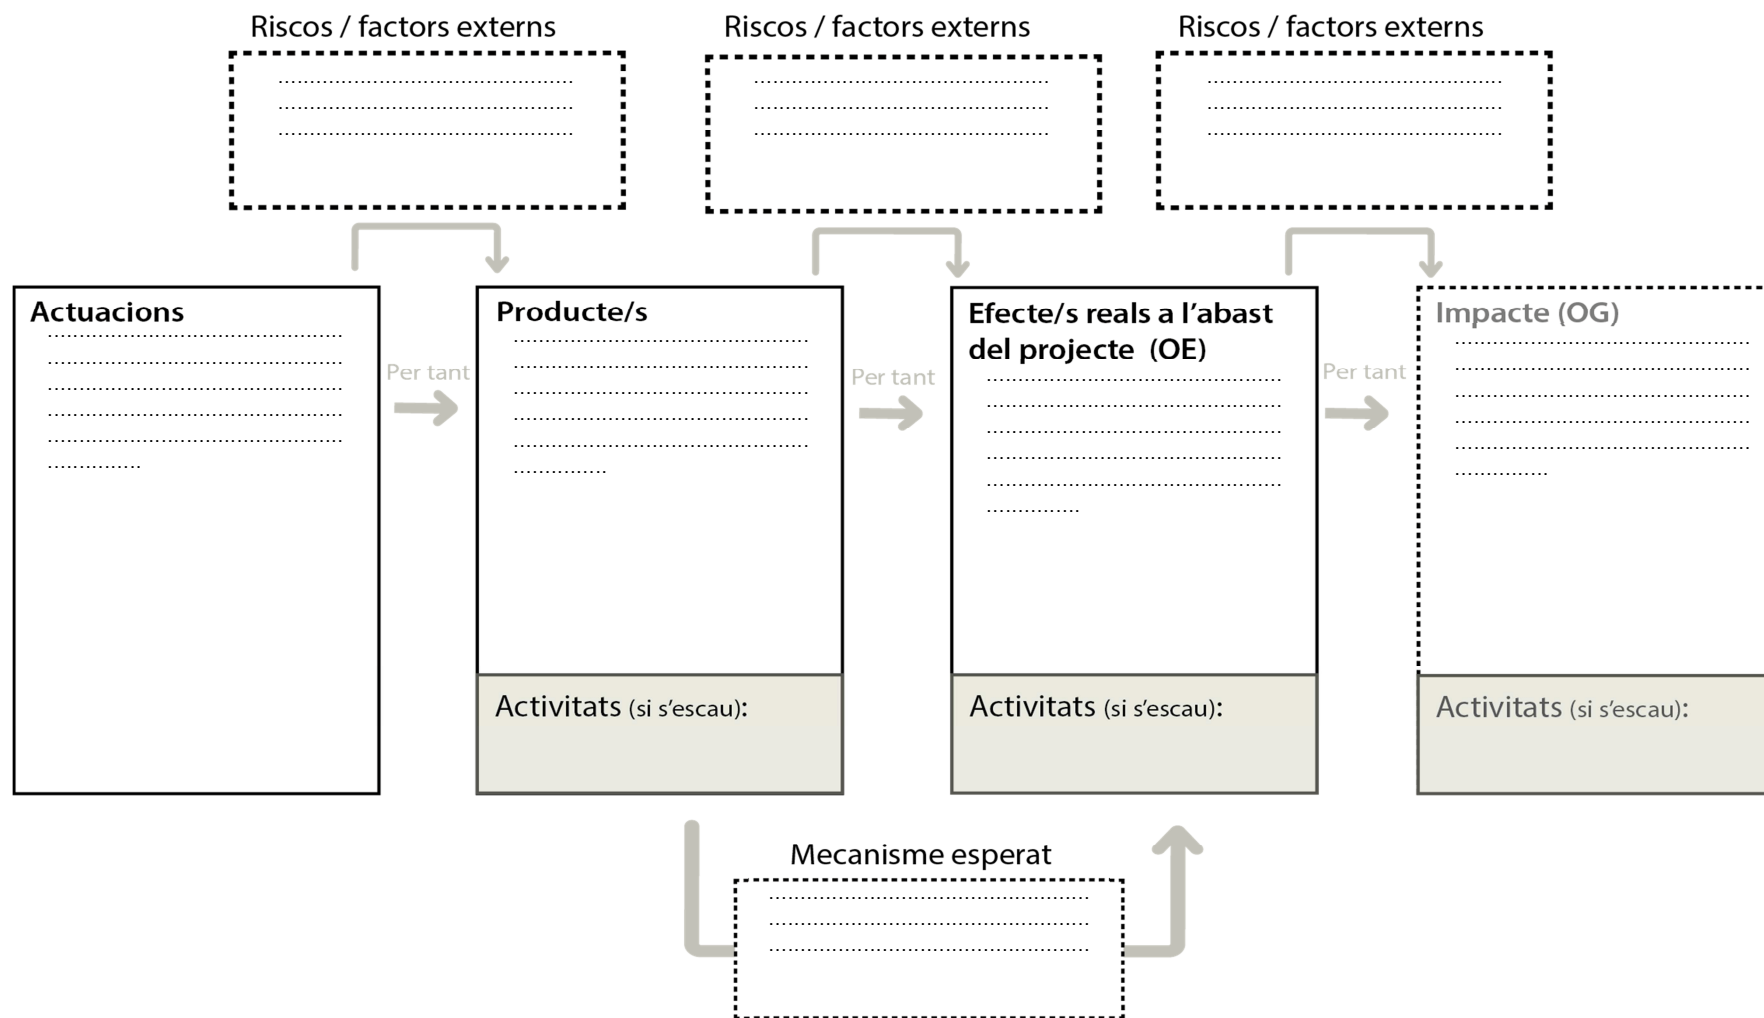 Riscos / factors externs
Riscos / factors externs
Riscos / factors externs
Actuacions
Per tant
Producte/s
Activitats (si s'escau):
Per tant
Efecte/s reals a l'abast
del projecte (OE)
Activitats (si s'escau):
Per tant
Impacte (OG)
Activitats (si s'escau):
Mecanisme esperat